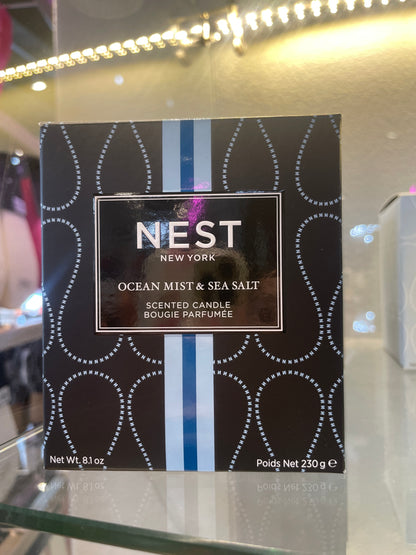 NEST
NEW YORK
OCEAN MIST & SEA SALT
SCENTED CANDLE
BOUGIE PARFUMÉE
Net Wt. 8.1 oz
Poids Net 230 g ℮